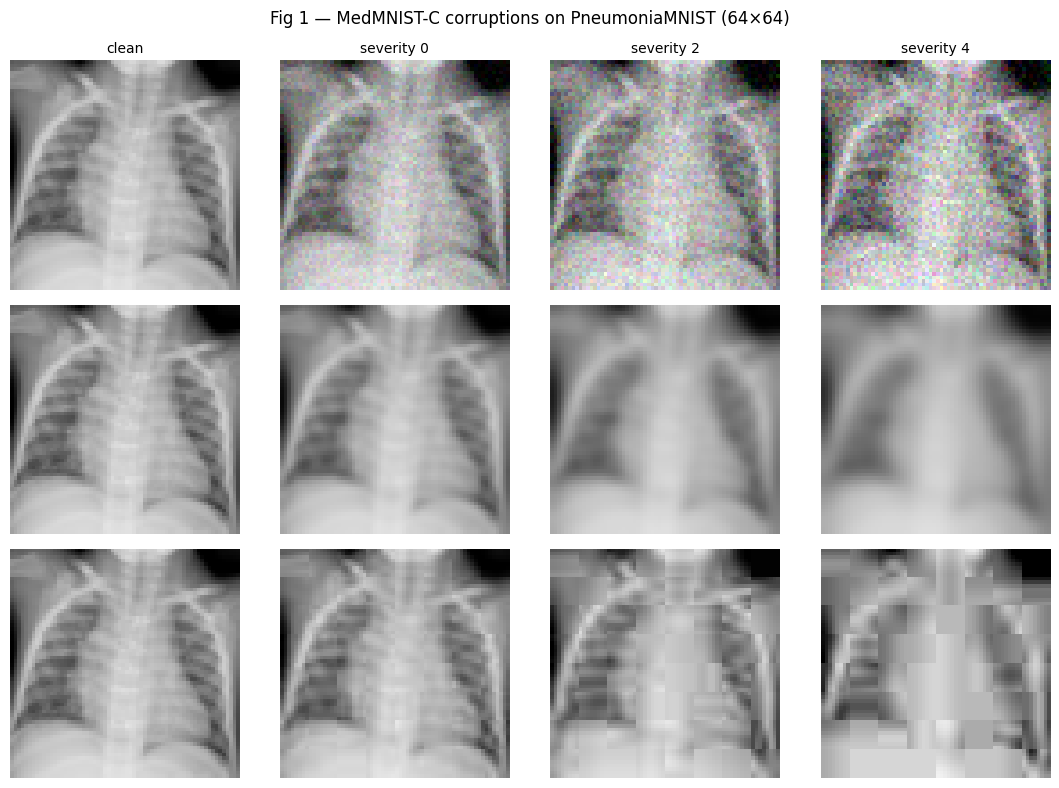 Fig 1 — MedMNIST-C corruptions on PneumoniaMNIST (64×64)
clean severity 0 severity 2 severity 4